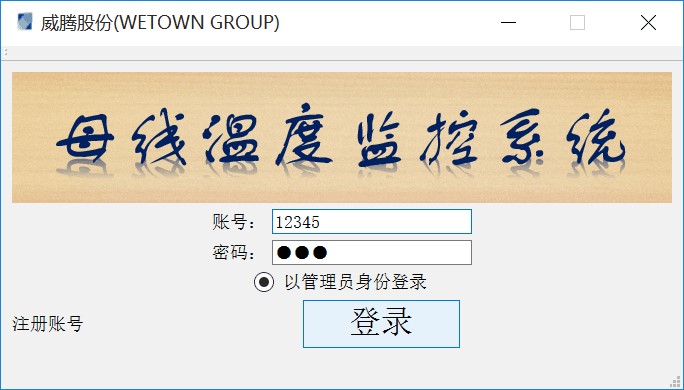 威腾股份(WETOWN GROUP)
母线温度监控系统
账号： 12345
密码： ●●●
以管理员身份登录
注册账号 登录